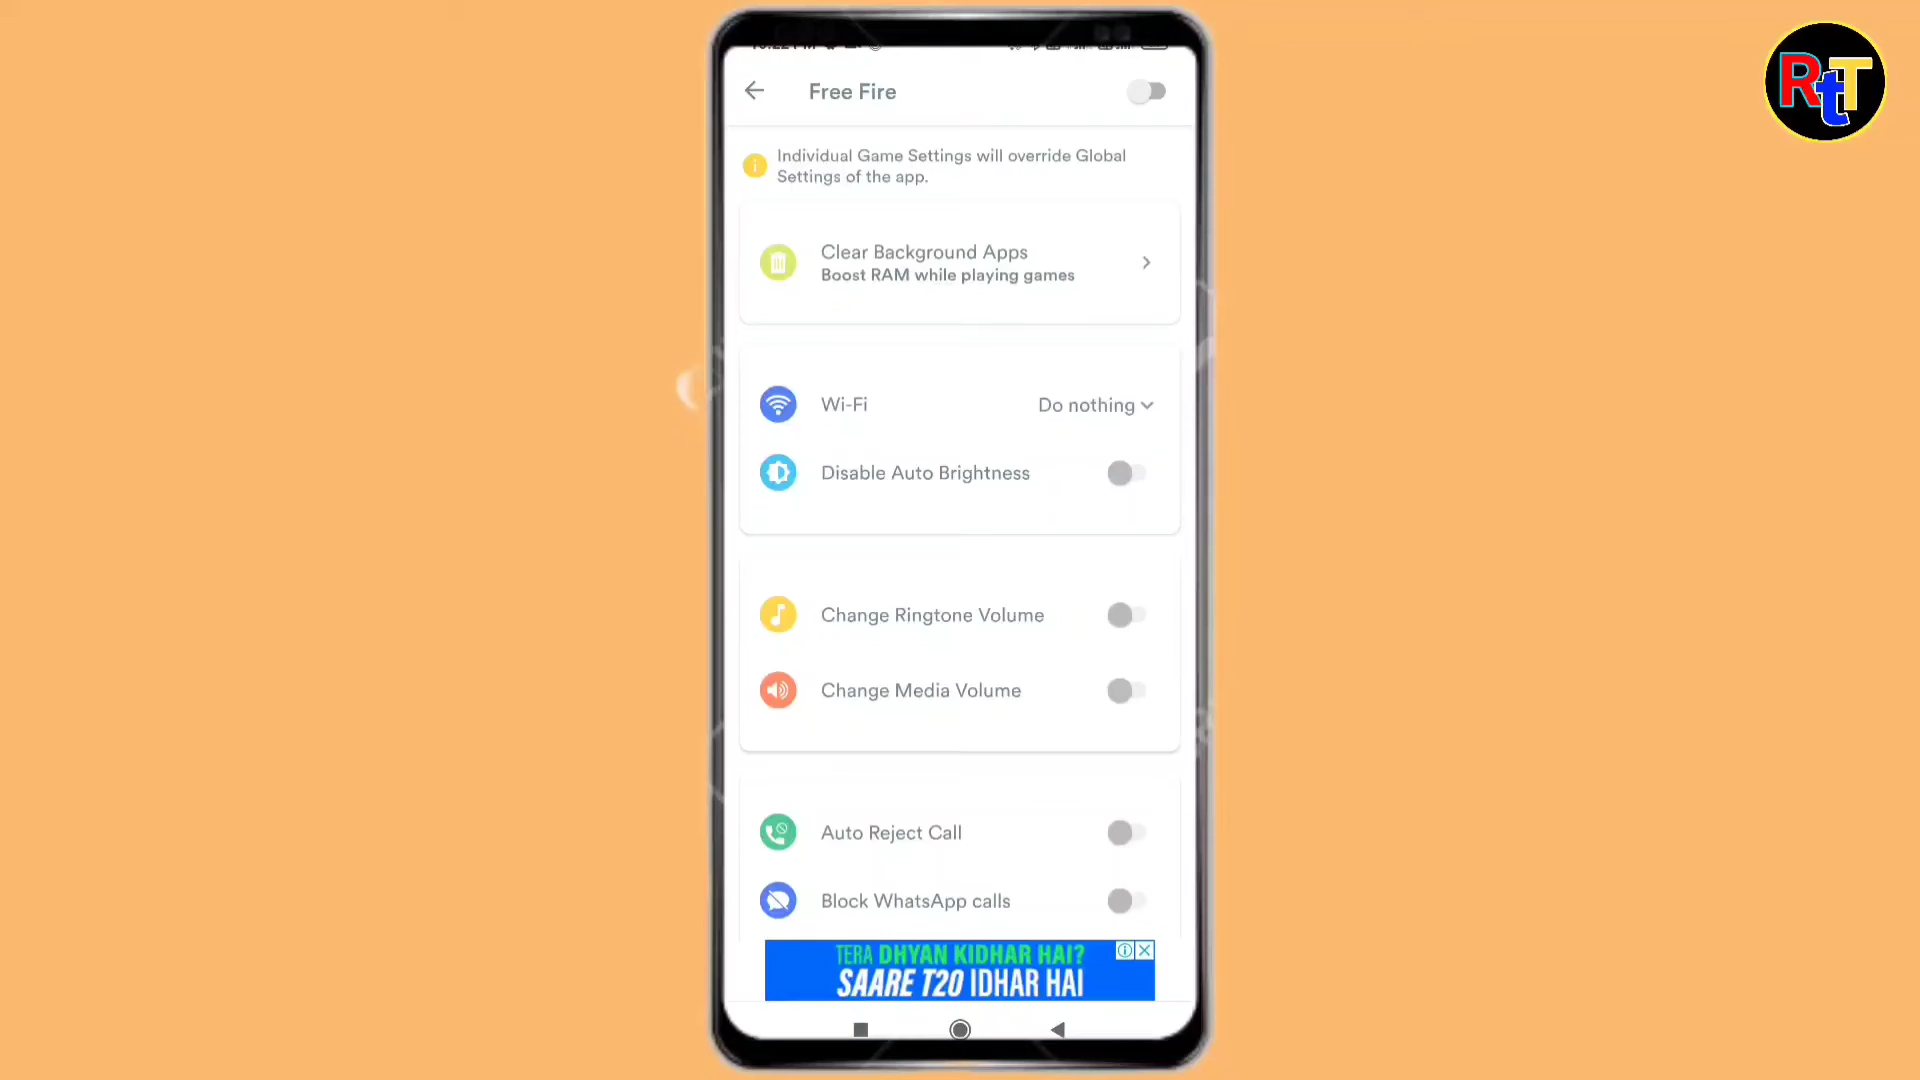 RtT
Free Fire
Individual Game Settings will override Global
Settings of the app.
Clear Background Apps
Boost RAM while playing games
Wi-Fi
Do nothing
Disable Auto Brightness
Change Ringtone Volume
Change Media Volume
Auto Reject Call
Block WhatsApp calls
TERA DHYAN KIDHAR HAI?
SAARE T20 IDHAR HAI